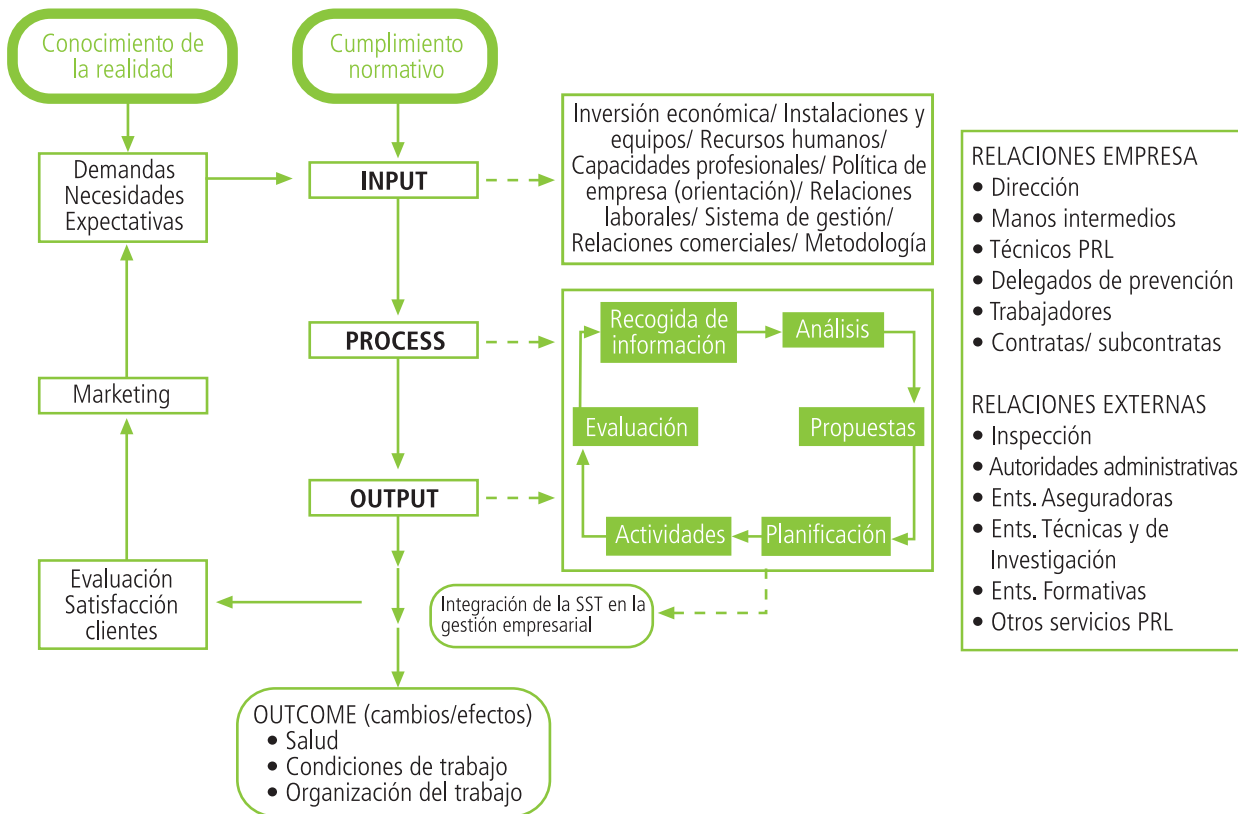 Conocimiento de
la realidad
Cumplimiento
normativo
Demandas
Necesidades
Expectativas
INPUT
Inversión económica/ Instalaciones y
equipos/ Recursos humanos/
Capacidades profesionales/ Política de
empresa (orientación)/ Relaciones
laborales/ Sistema de gestión/
Relaciones comerciales/ Metodología
PROCESS
Recogida de
información
Análisis
Evaluación
Propuestas
Marketing
OUTPUT
Actividades
Planificación
Evaluación
Satisfacción
clientes
Integración de la SST en la
gestión empresarial
OUTCOME (cambios/efectos)
• Salud
• Condiciones de trabajo
• Organización del trabajo
RELACIONES EMPRESA
• Dirección
• Manos intermedios
• Técnicos PRL
• Delegados de prevención
• Trabajadores
• Contratas/ subcontratas
RELACIONES EXTERNAS
• Inspección
• Autoridades administrativas
• Ents. Aseguradoras
• Ents. Técnicas y de
Investigación
• Ents. Formativas
• Otros servicios PRL